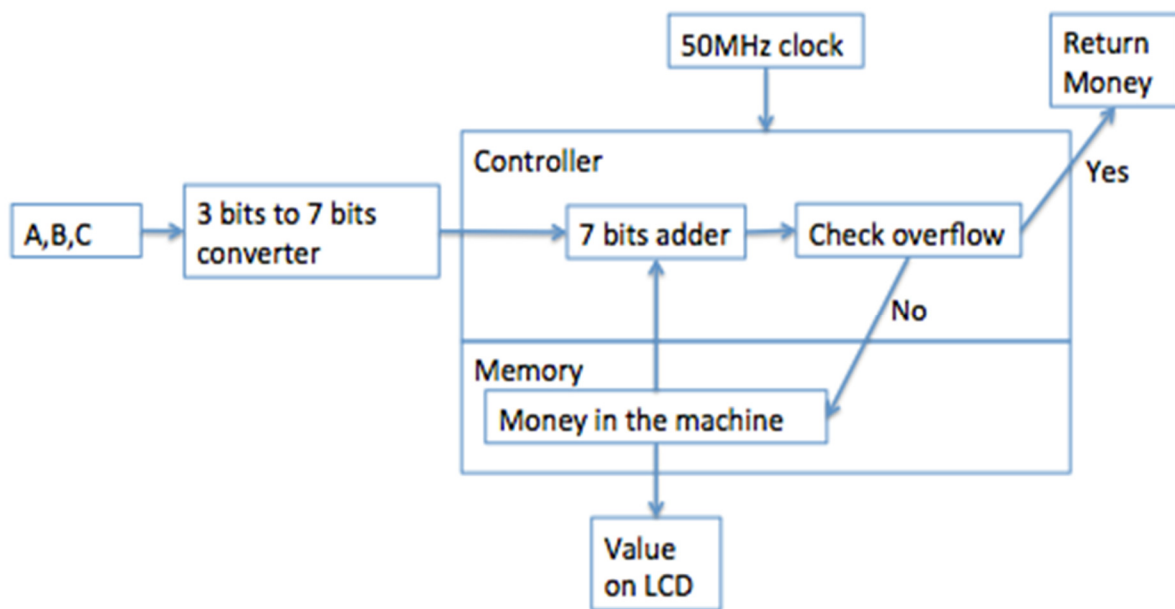 50MHz clock
Return
Money
Controller
Yes
A,B,C
3 bits to 7 bits
converter
7 bits adder
Check overflow
No
Memory
Money in the machine
Value
on LCD